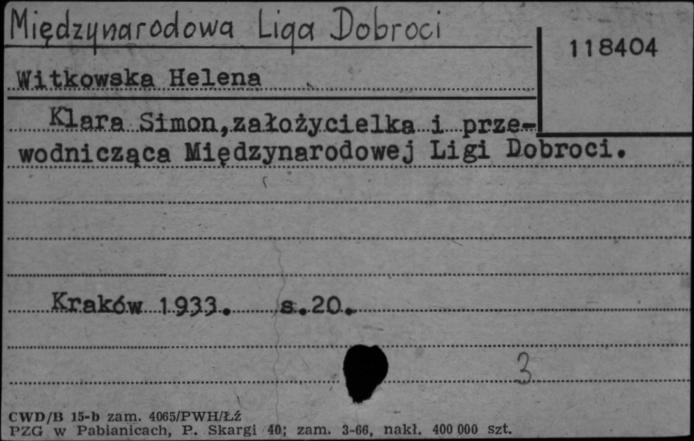 Międzynarodowa Liga Dobroci
118404
Witkowska Helena
Klara Simon,założycielka i prze-
wodnicząca Międzynarodowej Ligi Dobroci.
Kraków 1933. s.20.
3
CWD/B 15-b zam. 4065/PWH/Łź
PZG w Pabianicach, P. Skargi 40; zam. 3-66, nakł. 400 000 szt.